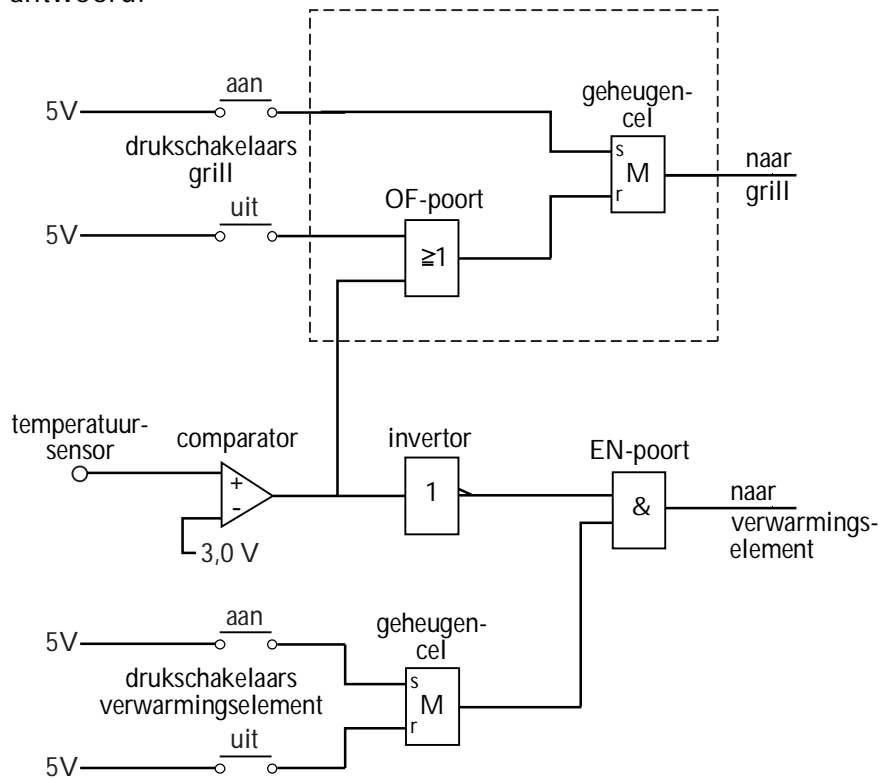 antwoord.
aan
5V
drukschakelaars
grill
geheugen-
cel
s
M
r
naar
grill
OF-poort
uit
5V
≧1
temperatuur-
sensor
comparator
+
-
3,0 V
invertor
1
EN-poort
&
naar
verwarmings-
element
aan
5V
drukschakelaars
verwarmingselement
geheugen-
cel
s
M
r
uit
5V